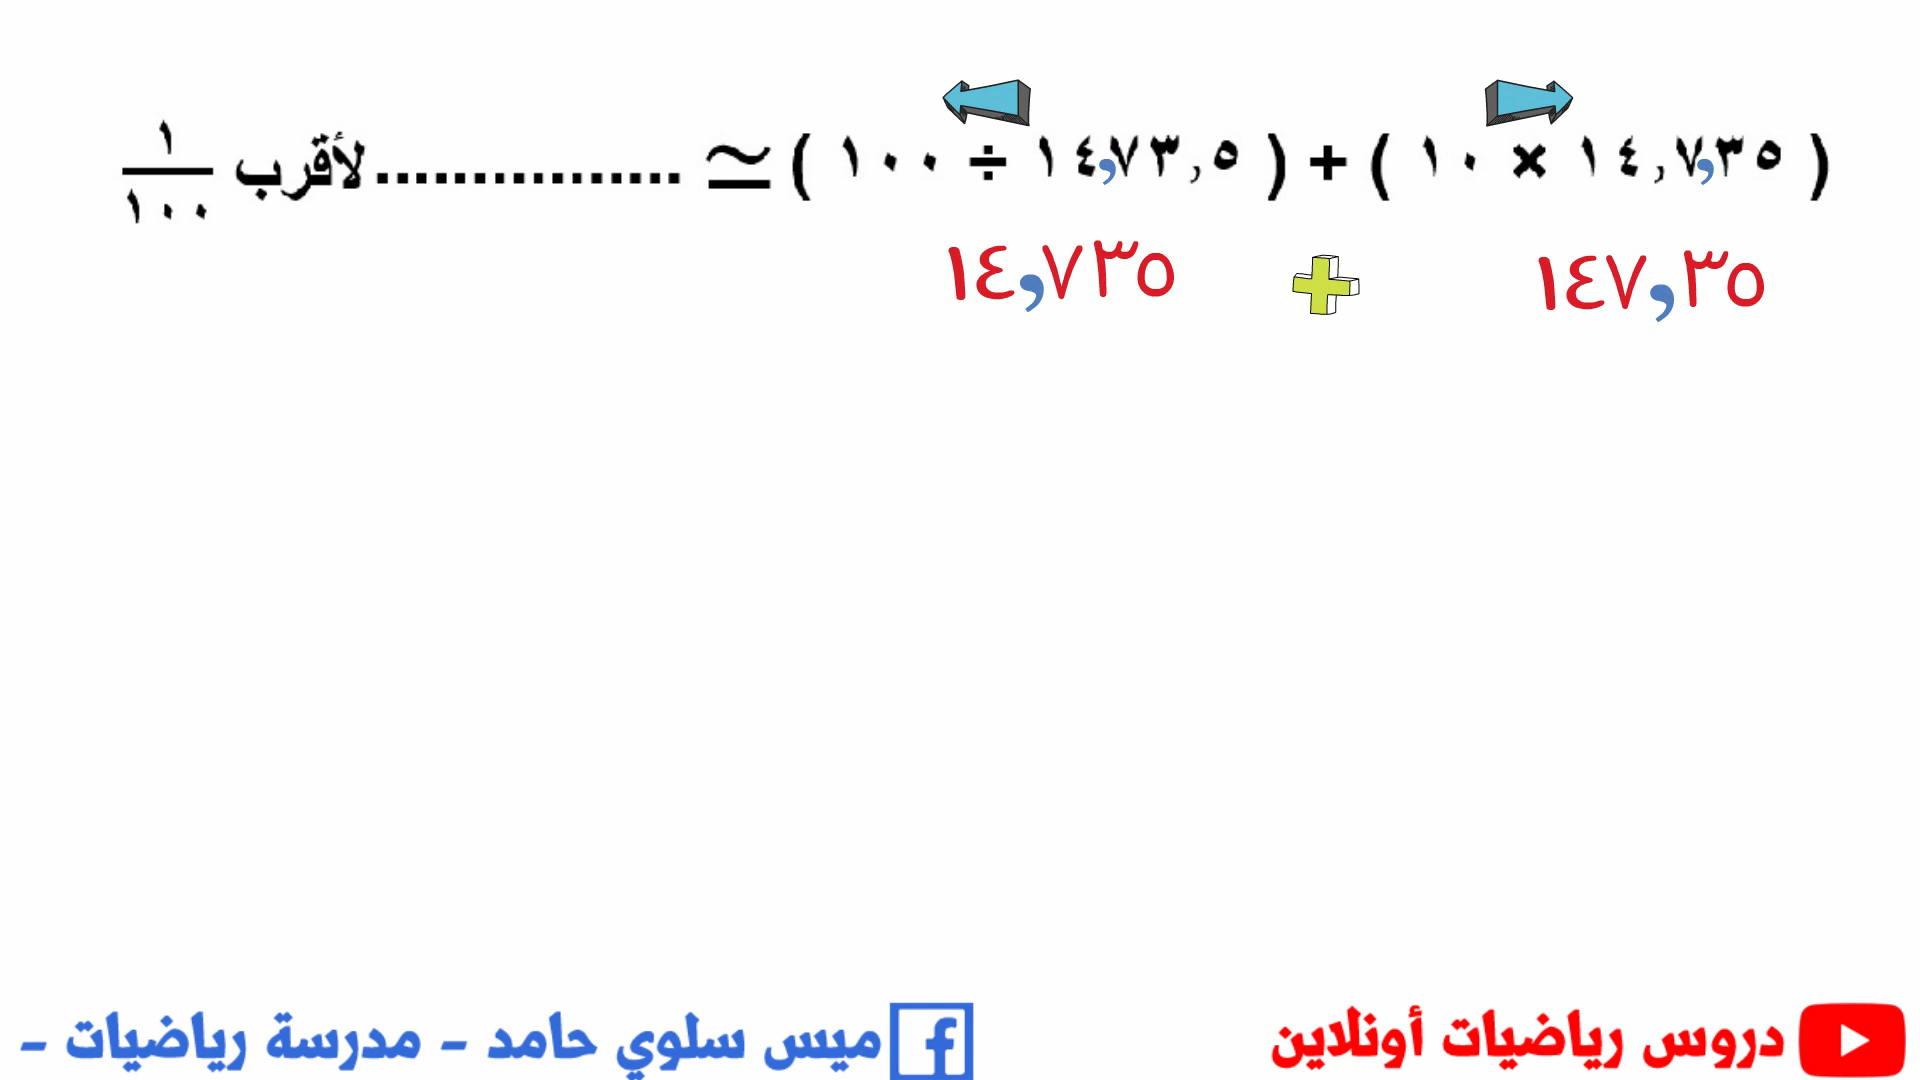 ( ١٤,٧٣٥ × ١٠ ) + ( ١٤٧٣,٥ ÷ ١٠٠ ) ≃ ................ لأقرب ١/١٠٠
١٤٧,٣٥ + ١٤,٧٣٥
دروس رياضيات أونلاين
ميس سلوي حامد - مدرسة رياضيات -